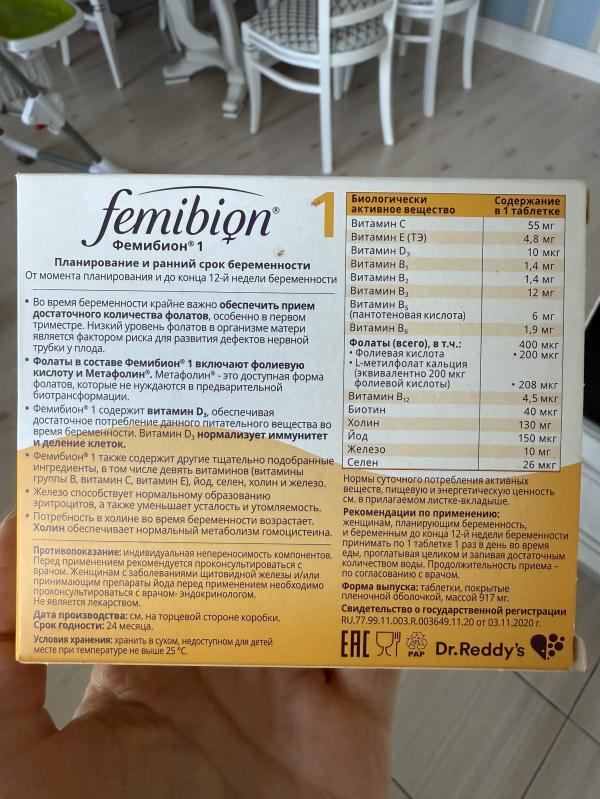 femibion®
1
Фемибион® 1
Планирование и ранний срок беременности
От момента планирования и до конца 12-й недели беременности
• Во время беременности крайне важно обеспечить прием
достаточного количества фолатов, особенно в первом
триместре. Низкий уровень фолатов в организме матери
является фактором риска для развития дефектов нервной
трубки у плода.
• Фолаты в составе Фемибион® 1 включают фолиевую
кислоту и Метафолин®. Метафолин® - это доступная форма
фолатов, которые не нуждаются в предварительной
биотрансформации.
• Фемибион® 1 содержит витамин D₃, обеспечивая
достаточное потребление данного питательного вещества во
время беременности. Витамин D₃ нормализует иммунитет
и деление клеток.
• Фемибион® 1 также содержит другие тщательно подобранные
ингредиенты, в том числе девять витаминов (витамины
группы В, витамин С, витамин Е), йод, селен, холин и железо.
• Железо способствует нормальному образованию
эритроцитов, а также уменьшает усталость и утомляемость.
• Потребность в холине во время беременности возрастает.
Холин обеспечивает нормальный метаболизм гомоцистеина.
Противопоказание: индивидуальная непереносимость компонентов.
Перед применением рекомендуется проконсультироваться с
врачом. Женщинам с заболеваниями щитовидной железы и/или
принимающим препараты йода перед применением необходимо
проконсультироваться с врачом- эндокринологом.
Не является лекарством.
Дата производства: см. на торцевой стороне коробки.
Срок годности: 24 месяца.
Условия хранения: хранить в сухом, недоступном для детей
месте при температуре не выше 25 °C.
Биологически активное вещество Содержание в 1 таблетке
Витамин С 55 мг
Витамин Е (ТЭ) 4,8 мг
Витамин D₃ 10 мкг
Витамин В₁ 1,4 мг
Витамин В₂ 1,4 мг
Витамин В₃ 12 мг
Витамин В₅
(пантотеновая кислота) 6 мг
Витамин В₆ 1,9 мг
Фолаты (всего), в т.ч.: 400 мкг
• Фолиевая кислота • 200 мкг
• L-метилфолат кальция
(эквивалентно 200 мкг
фолиевой кислоты) • 208 мкг
Витамин В₁₂ 4,5 мкг
Биотин 40 мкг
Холин 130 мг
Йод 150 мкг
Железо 10 мг
Селен 26 мкг
Нормы суточного потребления активных
веществ, пищевую и энергетическую ценность
см. в прилагаемом листке-вкладыше.
Рекомендации по применению:
женщинам, планирующим беременность,
и беременным до конца 12-й недели беременности
принимать по 1 таблетке 1 раз в день во время
еды, проглатывая целиком и запивая достаточным
количеством воды. Продолжительность приема –
по согласованию с врачом.
Форма выпуска: таблетки, покрытые
пленочной оболочкой, массой 917 мг.
Свидетельство о государственной регистрации
RU.77.99.11.003.R.003649.11.20 от 03.11.2020 г.
EAC
PAP
Dr.Reddy's